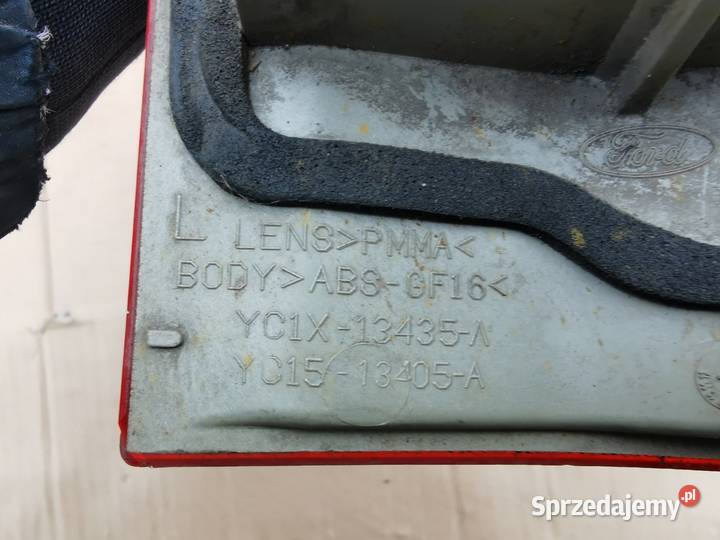 Ford
L LENS>PMMA<
BODY>ABS-GF16<
YC1X-13435-A
YC15-13405-A
Sprzedajemy.pl